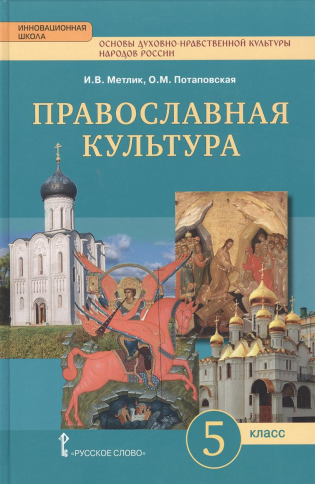 ИННОВАЦИОННАЯ
ШКОЛА
ОСНОВЫ ДУХОВНО-НРАВСТВЕННОЙ КУЛЬТУРЫ
НАРОДОВ РОССИИ
И.В. Метлик, О.М. Потаповская
ПРАВОСЛАВНАЯ
КУЛЬТУРА
5 КЛАСС
«РУССКОЕ СЛОВО»